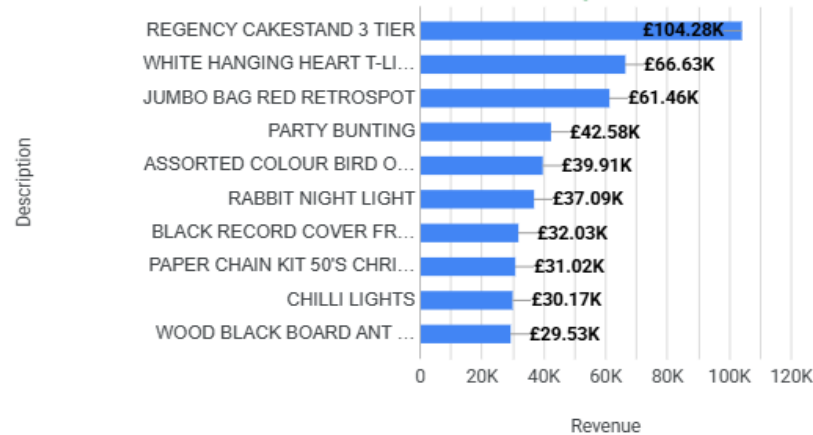 REGENCY CAKESTAND 3 TIER £104.28K
WHITE HANGING HEART T-LI... £66.63K
JUMBO BAG RED RETROSPOT £61.46K
PARTY BUNTING £42.58K
ASSORTED COLOUR BIRD O... £39.91K
RABBIT NIGHT LIGHT £37.09K
BLACK RECORD COVER FR... £32.03K
PAPER CHAIN KIT 50'S CHRI... £31.02K
CHILLI LIGHTS £30.17K
WOOD BLACK BOARD ANT ... £29.53K
Description
0 20K 40K 60K 80K 100K 120K
Revenue